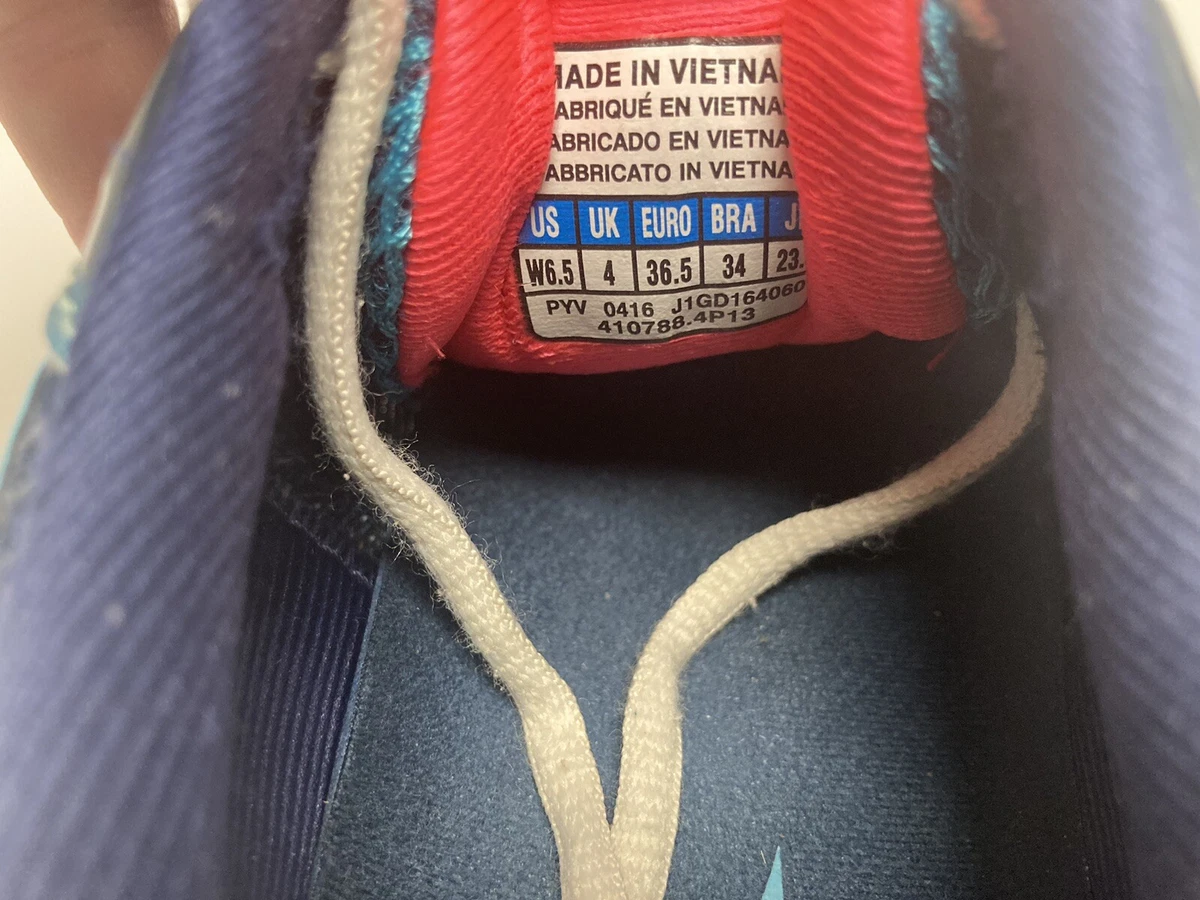 MADE IN VIETNA
ABRIQUÉ EN VIETNA
ABRICADO EN VIETNA
ABBRICATO IN VIETNA
US UK EURO BRA J
W6.5 4 36.5 34 23.
PYV 0416 J1GD164060
410788.4P13